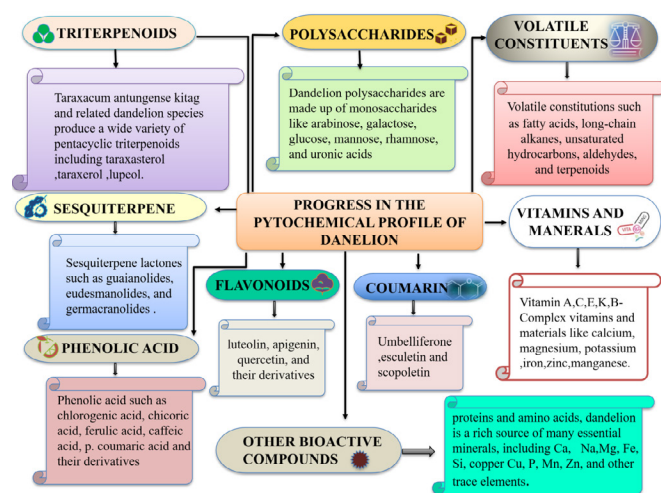 TRITERPENOIDS
Taraxacum antungense kitag
and related dandelion species
produce a wide variety of
pentacyclic triterpenoids
including taraxasterol
,taraxerol ,lupeol.
POLYSACCHARIDES
Dandelion polysaccharides are
made up of monosaccharides
like arabinose, galactose,
glucose, mannose, rhamnose,
and uronic acids
VOLATILE
CONSTITUENTS
Volatile constitutions such
as fatty acids, long-chain
alkanes, unsaturated
hydrocarbons, aldehydes,
and terpenoids
SESQUITERPENE
Sesquiterpene lactones
such as guaianolides,
eudesmanolides, and
germacranolides .
PROGRESS IN THE
PYTOCHEMICAL PROFILE OF
DANELION
VITAMINS AND
MANERALS
Vitamin A,C,E,K,B-
Complex vitamins and
materials like calcium,
magnesium, potassium
,iron,zinc,manganese.
FLAVONOIDS
luteolin, apigenin,
quercetin, and
their derivatives
COUMARIN
Umbelliferone
,esculetin and
scopoletin
PHENOLIC ACID
Phenolic acid such as
chlorogenic acid, chicoric
acid, ferulic acid, caffeic
acid, p. coumaric acid and
their derivatives
OTHER BIOACTIVE
COMPOUNDS
proteins and amino acids, dandelion
is a rich source of many essential
minerals, including Ca, Na,Mg, Fe,
Si, copper Cu, P, Mn, Zn, and other
trace elements.